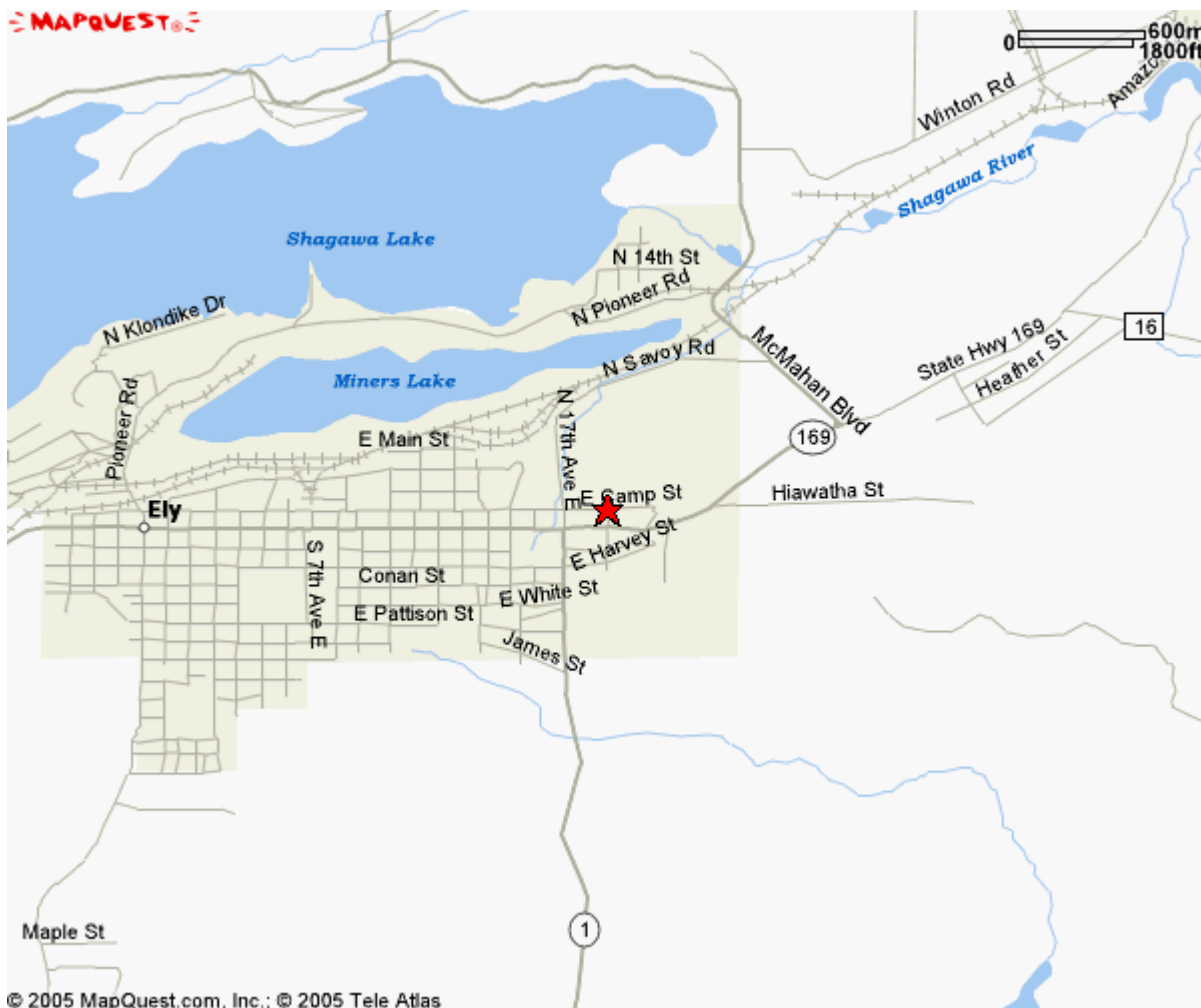 MAPQUEST®
600m
0
1800ft
Amazo
Winton Rd
Shagawa River
Shagawa Lake
N 14th St
N Pioneer Rd
N Klondike Dr
16
State Hwy 169
Heather St
McMahan Blvd
N Savoy Rd
Miners Lake
Pioneer Rd
N 17th Ave E
E Main St
169
E Camp St
Hiawatha St
Ely
E Harvey St
S 7th Ave E
Conan St
E White St
E Pattison St
James St
1
Maple St
© 2005 MapQuest.com, Inc.; © 2005 Tele Atlas